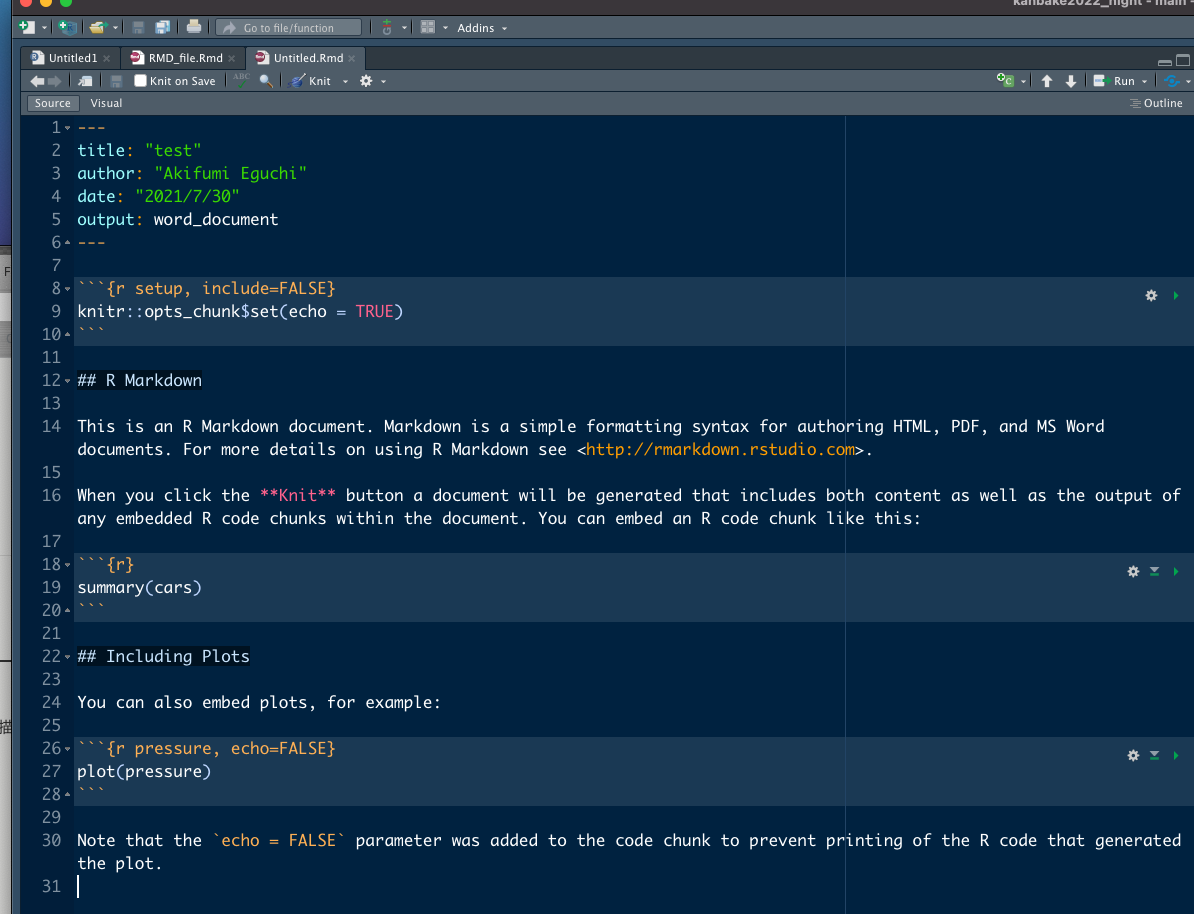 kanbake2022_night - main -
Go to file/function
Addins
Untitled1
RMD_file.Rmd
Untitled.Rmd
Knit on Save
ABC
Knit
Run
Source
Visual
Outline
1 ---
2 title: "test"
3 author: "Akifumi Eguchi"
4 date: "2021/7/30"
5 output: word_document
6 ---
7
8 ```{r setup, include=FALSE}
9 knitr::opts_chunk$set(echo = TRUE)
10 ```
11
12 ## R Markdown
13
14 This is an R Markdown document. Markdown is a simple formatting syntax for authoring HTML, PDF, and MS Word
documents. For more details on using R Markdown see <http://rmarkdown.rstudio.com>.
15
16 When you click the **Knit** button a document will be generated that includes both content as well as the output of
any embedded R code chunks within the document. You can embed an R code chunk like this:
17
18 ```{r}
19 summary(cars)
20 ```
21
22 ## Including Plots
23
24 You can also embed plots, for example:
25
26 ```{r pressure, echo=FALSE}
27 plot(pressure)
28 ```
29
30 Note that the `echo = FALSE` parameter was added to the code chunk to prevent printing of the R code that generated
the plot.
31
F
描